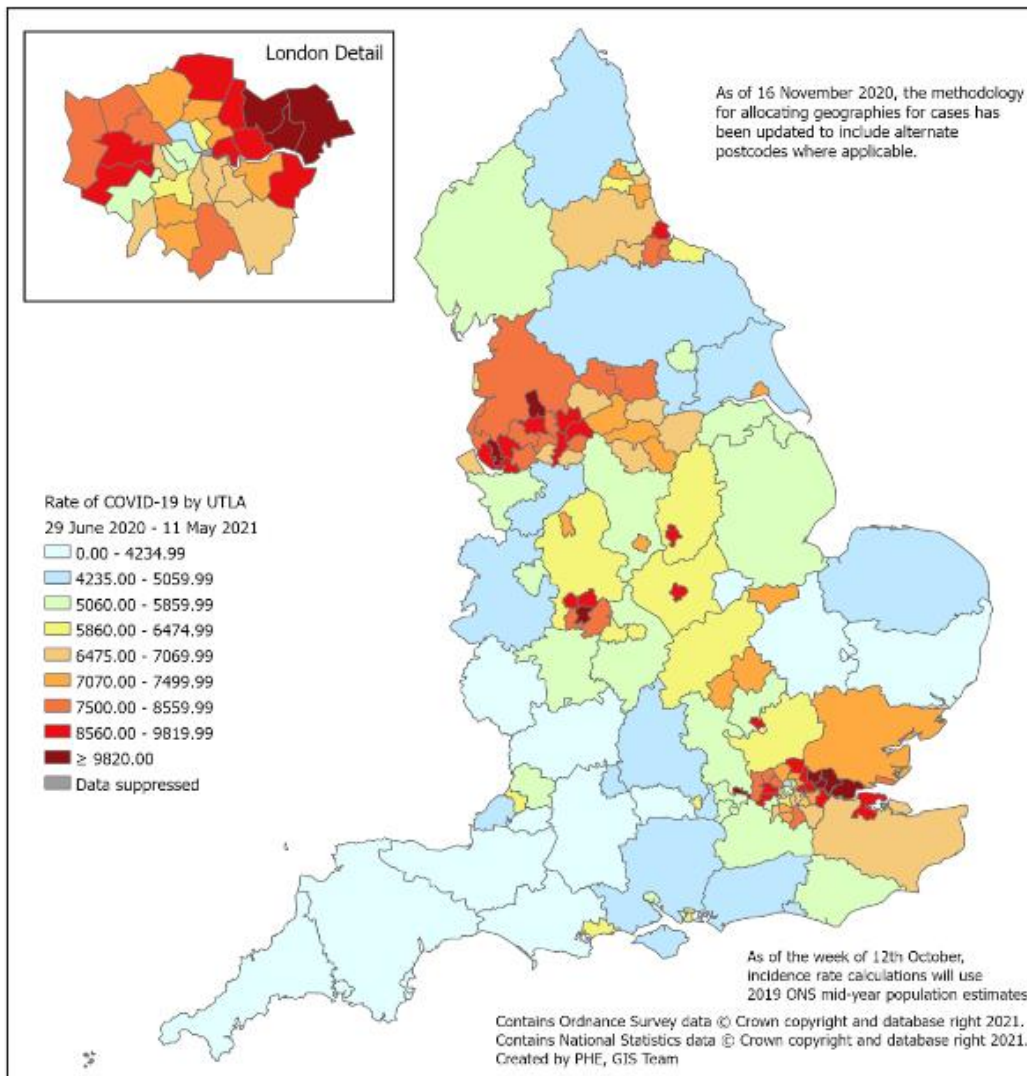 London Detail
As of 16 November 2020, the methodology
for allocating geographies for cases has
been updated to include alternate
postcodes where applicable.
Rate of COVID-19 by UTLA
29 June 2020 - 11 May 2021
0.00 - 4234.99
4235.00 - 5059.99
5060.00 - 5859.99
5860.00 - 6474.99
6475.00 - 7069.99
7070.00 - 7499.99
7500.00 - 8559.99
8560.00 - 9819.99
≥ 9820.00
Data suppressed
As of the week of 12th October,
incidence rate calculations will use
2019 ONS mid-year population estimates
Contains Ordnance Survey data © Crown copyright and database right 2021.
Contains National Statistics data © Crown copyright and database right 2021.
Created by PHE, GIS Team